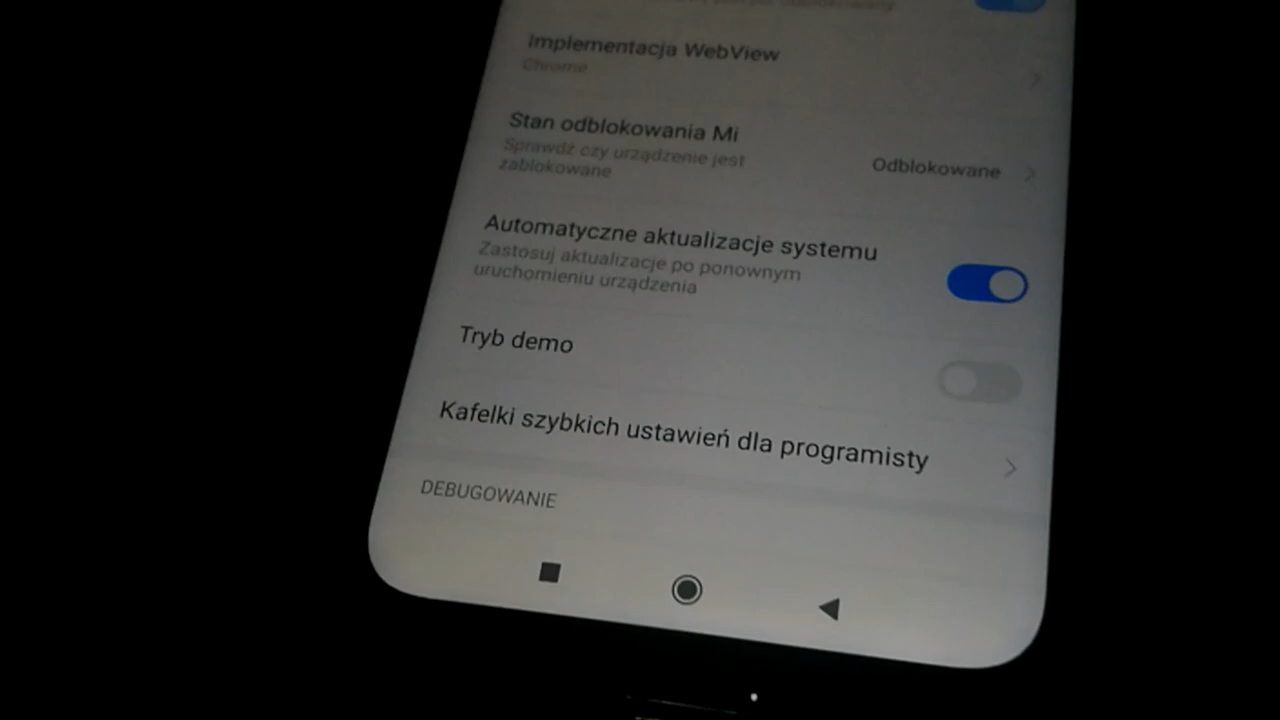 Implementacja WebView
Chrome
Stan odblokowania Mi
Sprawdź czy urządzenie jest
zablokowane
Odblokowane
Automatyczne aktualizacje systemu
Zastosuj aktualizacje po ponownym
uruchomieniu urządzenia
Tryb demo
Kafelki szybkich ustawień dla programisty
DEBUGOWANIE